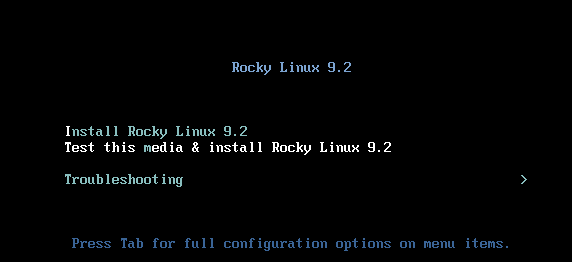 Rocky Linux 9.2
Install Rocky Linux 9.2
Test this media & install Rocky Linux 9.2
Troubleshooting >
Press Tab for full configuration options on menu items.